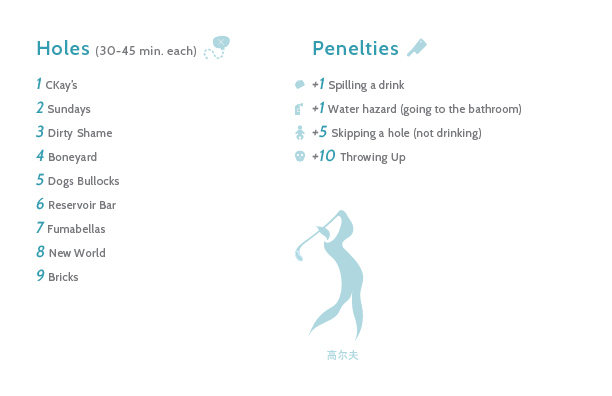 Holes (30-45 min. each)
1 CKay's
2 Sundays
3 Dirty Shame
4 Boneyard
5 Dogs Bullocks
6 Reservoir Bar
7 Fumabellas
8 New World
9 Bricks
Penelties
+1 Spilling a drink
+1 Water hazard (going to the bathroom)
+5 Skipping a hole (not drinking)
+10 Throwing Up
高尔夫